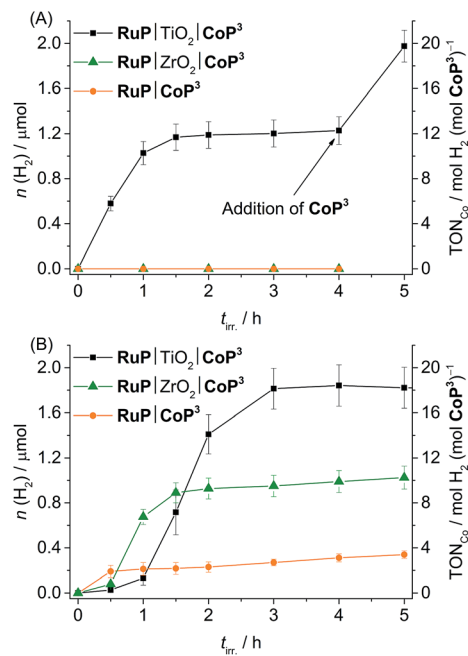 (A)
RuP|TiO₂|CoP³
RuP|ZrO₂|CoP³
RuP|CoP³
2.0
1.6
1.2
0.8
0.4
0.0
n (H₂) / μmol
20
16
12
8
4
0
TON_Co / mol H₂ (mol CoP³)⁻¹
Addition of CoP³
0 1 2 3 4 5
t_irr. / h
(B)
RuP|TiO₂|CoP³
RuP|ZrO₂|CoP³
RuP|CoP³
2.0
1.6
1.2
0.8
0.4
0.0
n (H₂) / μmol
20
16
12
8
4
0
TON_Co / mol H₂ (mol CoP³)⁻¹
0 1 2 3 4 5
t_irr. / h